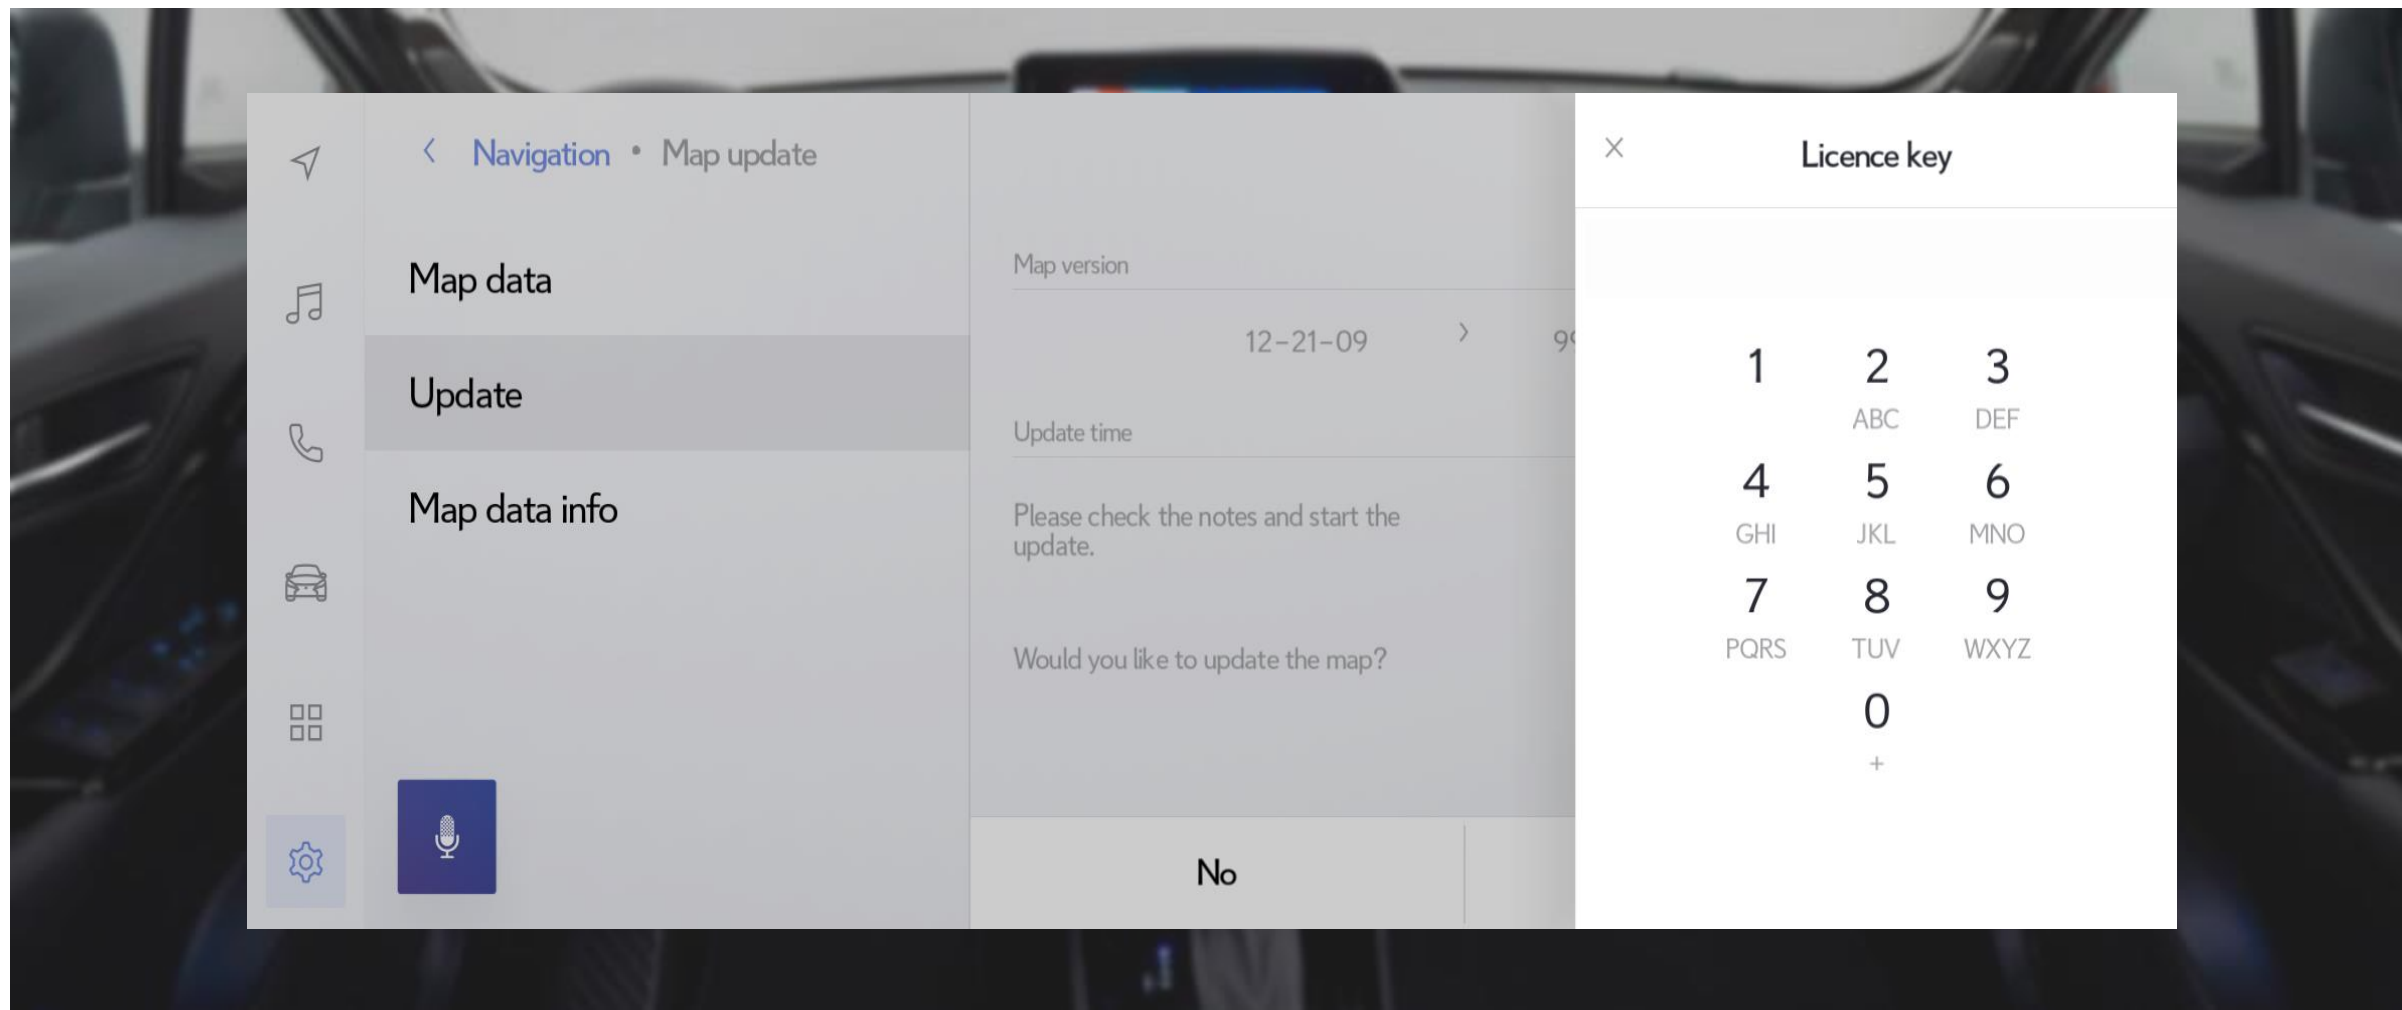 Navigation • Map update
Map data
Update
Map data info
Map version
12-21-09
Update time
Please check the notes and start the
update.
Would you like to update the map?
No
Licence key
1 2 3
ABC DEF
4 5 6
GHI JKL MNO
7 8 9
PQRS TUV WXYZ
0
+